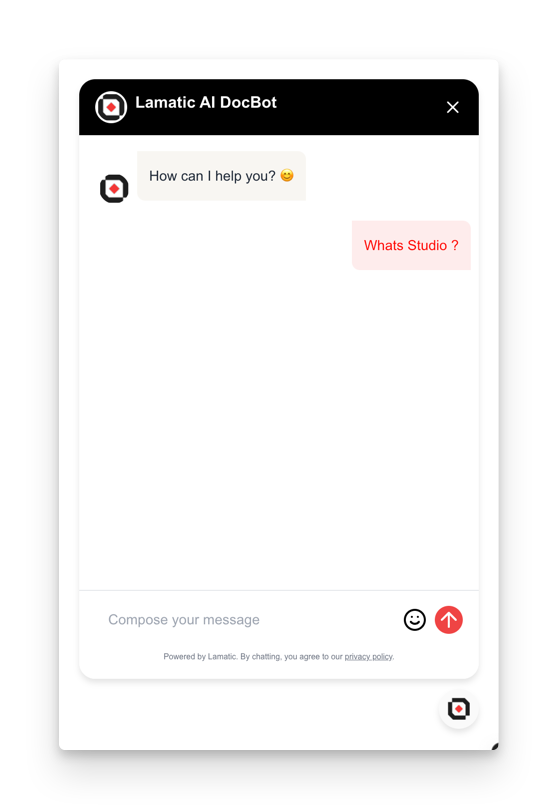 Lamatic AI DocBot
How can I help you? 😊
Whats Studio ?
Compose your message
Powered by Lamatic. By chatting, you agree to our privacy policy.